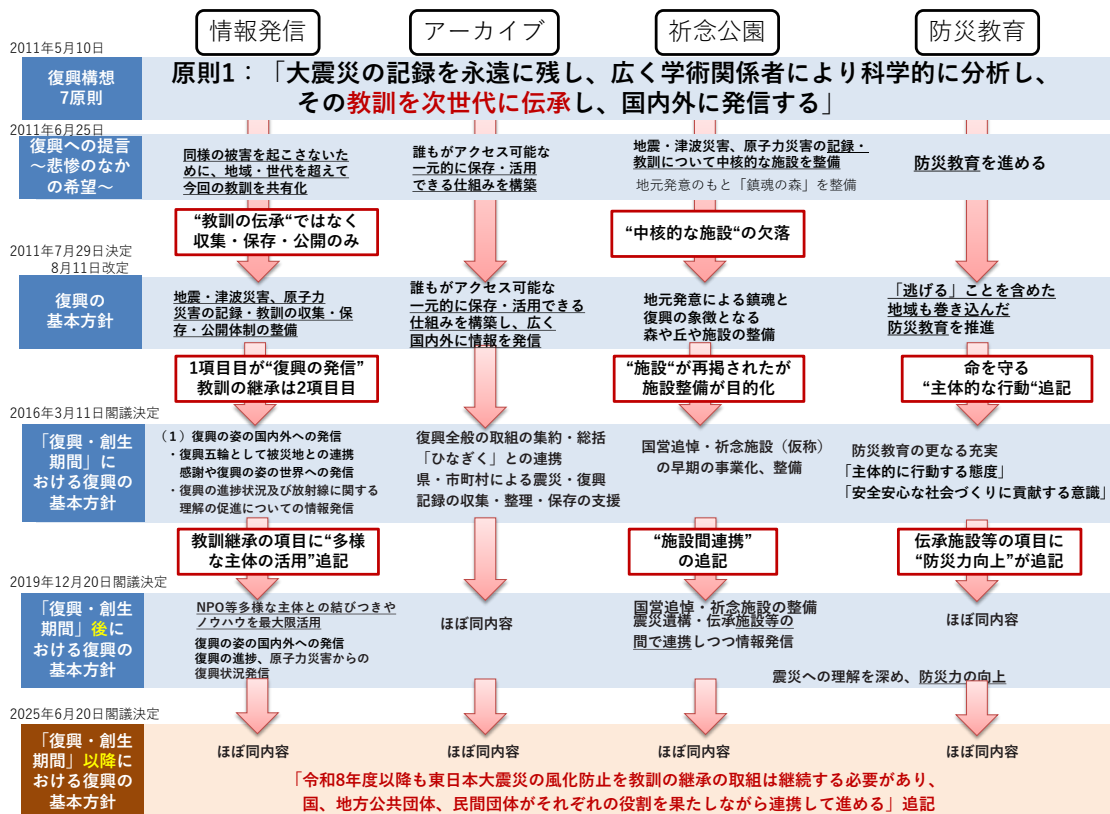 情報発信
アーカイブ
祈念公園
防災教育
2011年5月10日
復興構想
7原則
原則1：「大震災の記録を永遠に残し、広く学術関係者により科学的に分析し、
その教訓を次世代に伝承し、国内外に発信する」
2011年6月25日
復興への提言
～悲惨のなか
の希望～
同様の被害を起こさないた
めに、地域・世代を超えて
今回の教訓を共有化
誰もがアクセス可能な
一元的に保存・活用
できる仕組みを構築
地震・津波災害、原子力災害の記録・
教訓について中核的な施設を整備
地元発意のもと「鎮魂の森」を整備
防災教育を進める
“教訓の伝承“ではなく
収集・保存・公開のみ
“中核的な施設“の欠落
2011年7月29日決定
8月11日改定
復興の
基本方針
地震・津波災害、原子力
災害の記録・教訓の収集・保
存・公開体制の整備
誰もがアクセス可能な
一元的に保存・活用できる
仕組みを構築し、広く
国内外に情報を発信
地元発意による鎮魂と
復興の象徴となる
森や丘や施設の整備
「逃げる」ことを含めた
地域も巻き込んだ
防災教育を推進
1項目目が“復興の発信”
教訓の継承は2項目目
“施設“が再掲されたが
施設整備が目的化
命を守る
“主体的な行動“追記
2016年3月11日閣議決定
「復興・創生
期間」に
おける復興の
基本方針
（1）復興の姿の国内外への発信
・復興五輪として被災地との連携
感謝や復興の姿の世界への発信
・復興の進捗状況及び放射線に関する
理解の促進についての情報発信
復興全般の取組の集約・総括
「ひなぎく」との連携
県・市町村による震災・復興
記録の収集・整理・保存の支援
国営追悼・祈念施設（仮称）
の早期の事業化、整備
防災教育の更なる充実
「主体的に行動する態度」
「安全安心な社会づくりに貢献する意識」
教訓継承の項目に“多様
な主体の活用”追記
“施設間連携”
の追記
伝承施設等の項目に
“防災力向上”が追記
2019年12月20日閣議決定
「復興・創生
期間」後に
おける復興の
基本方針
NPO等多様な主体との結びつきや
ノウハウを最大限活用
復興の姿の国内外への発信
復興の進捗、原子力災害からの
復興状況発信
ほぼ同内容
国営追悼・祈念施設の整備
震災遺構・伝承施設等の
間で連携しつつ情報発信
ほぼ同内容
震災への理解を深め、防災力の向上
2025年6月20日閣議決定
「復興・創生
期間」以降に
おける復興の
基本方針
ほぼ同内容
ほぼ同内容
ほぼ同内容
ほぼ同内容
「令和8年度以降も東日本大震災の風化防止を教訓の継承の取組は継続する必要があり、
国、地方公共団体、民間団体がそれぞれの役割を果たしながら連携して進める」追記